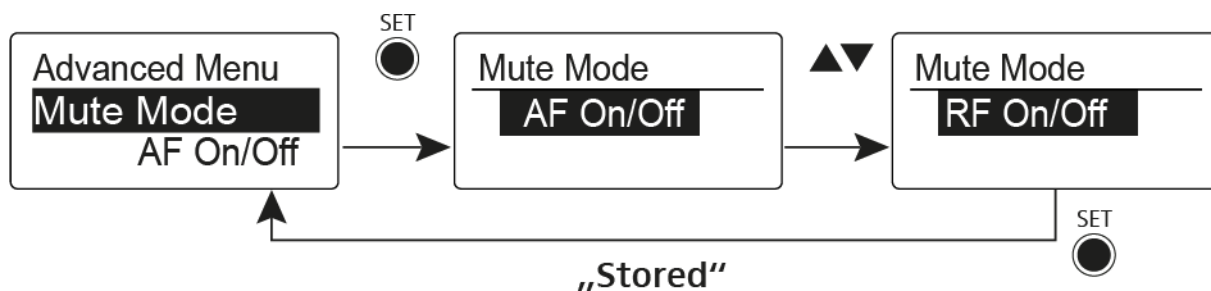 SET
Advanced Menu
Mute Mode
AF On/Off
Mute Mode
AF On/Off
Mute Mode
RF On/Off
SET
„Stored“